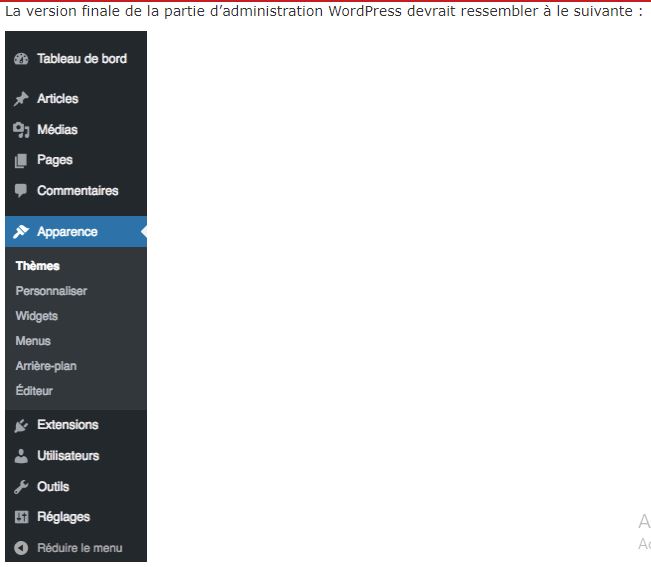 La version finale de la partie d’administration WordPress devrait ressembler à le suivante :
Tableau de bord
Articles
Médias
Pages
Commentaires
Apparence
Thèmes
Personnaliser
Widgets
Menus
Arrière-plan
Éditeur
Extensions
Utilisateurs
Outils
Réglages
Réduire le menu